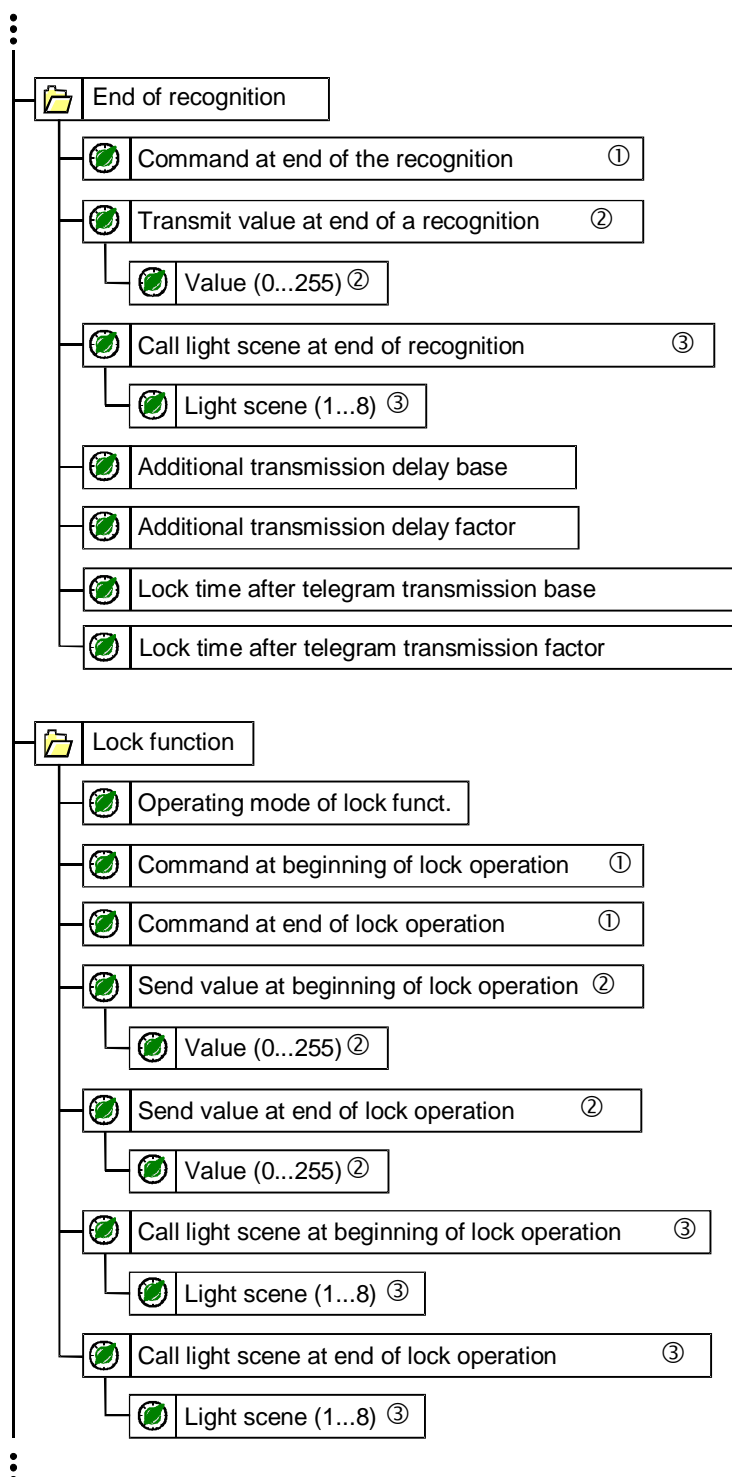 End of recognition
Command at end of the recognition ①
Transmit value at end of a recognition ②
Value (0...255) ②
Call light scene at end of recognition ③
Light scene (1...8) ③
Additional transmission delay base
Additional transmission delay factor
Lock time after telegram transmission base
Lock time after telegram transmission factor
Lock function
Operating mode of lock funct.
Command at beginning of lock operation ①
Command at end of lock operation ①
Send value at beginning of lock operation ②
Value (0...255) ②
Send value at end of lock operation ②
Value (0...255) ②
Call light scene at beginning of lock operation ③
Light scene (1...8) ③
Call light scene at end of lock operation ③
Light scene (1...8) ③